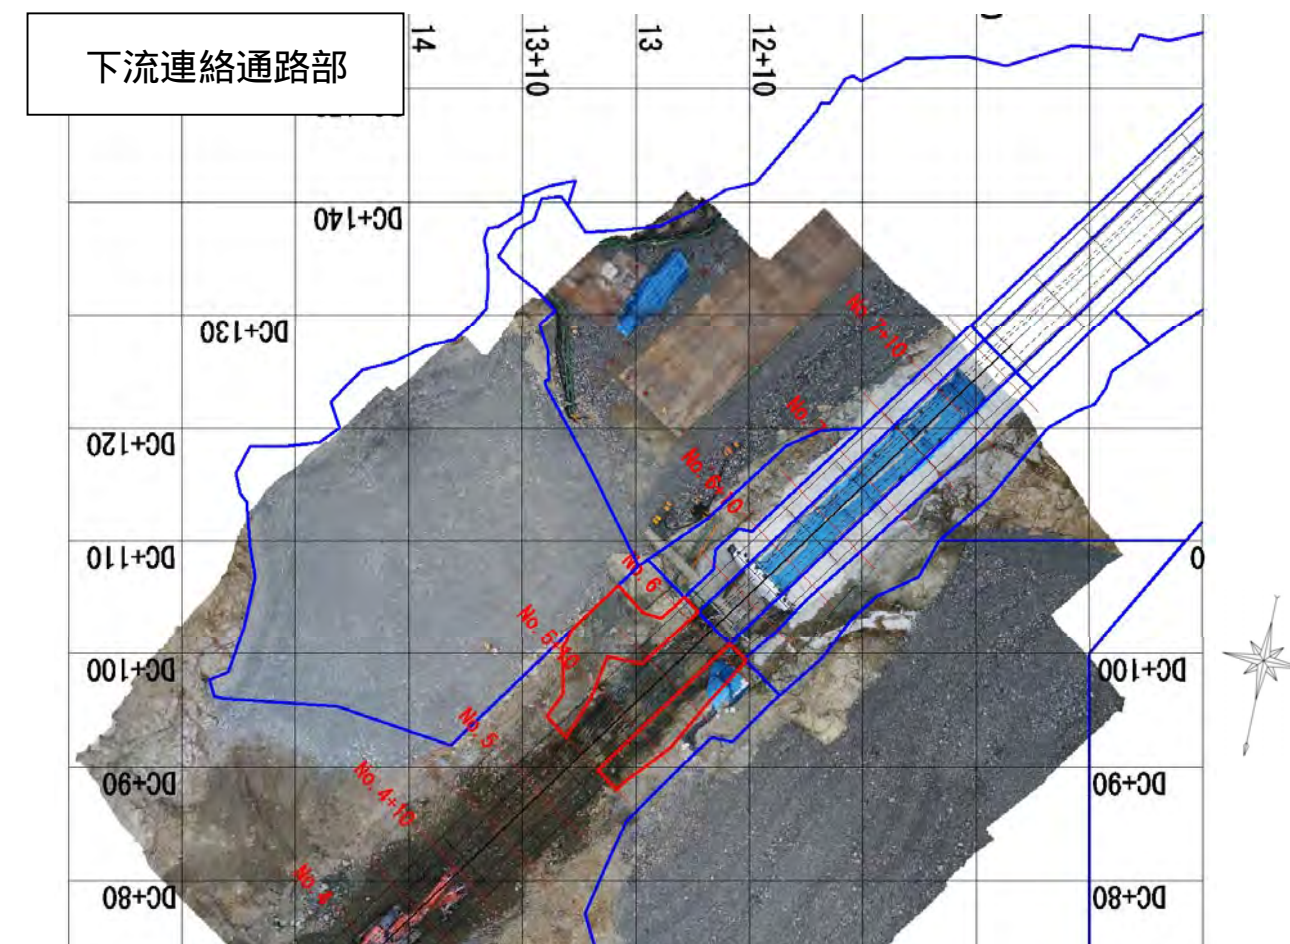 下流連絡通路部
14
13+10
13
12+10
DC+140
DC+130
DC+120
DC+110
0
DC+100
DC+100
DC+90
DC+90
DC+80
DC+80
No. 7+10
No. 7
No. 6+10
No. 6
No. 5+10
No. 5
No. 4+10
No. 4